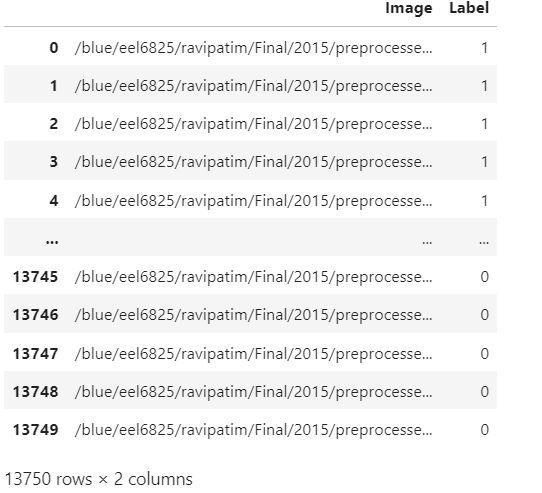 Image Label
0 /blue/eel6825/ravipatim/Final/2015/preprocesse... 1
1 /blue/eel6825/ravipatim/Final/2015/preprocesse... 1
2 /blue/eel6825/ravipatim/Final/2015/preprocesse... 1
3 /blue/eel6825/ravipatim/Final/2015/preprocesse... 1
4 /blue/eel6825/ravipatim/Final/2015/preprocesse... 1
... ... ...
13745 /blue/eel6825/ravipatim/Final/2015/preprocesse... 0
13746 /blue/eel6825/ravipatim/Final/2015/preprocesse... 0
13747 /blue/eel6825/ravipatim/Final/2015/preprocesse... 0
13748 /blue/eel6825/ravipatim/Final/2015/preprocesse... 0
13749 /blue/eel6825/ravipatim/Final/2015/preprocesse... 0
13750 rows × 2 columns